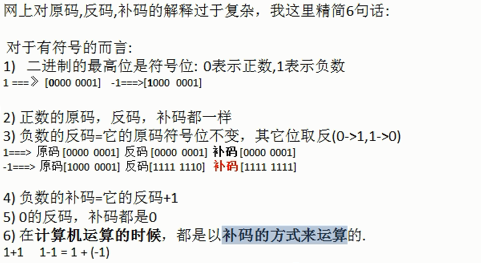 网上对原码,反码,补码的解释过于复杂，我这里精简6句话:
对于有符号的而言:
1) 二进制的最高位是符号位: 0表示正数,1表示负数
1 ===》 [0000 0001] -1===>[1000 0001]
2) 正数的原码，反码，补码都一样
3) 负数的反码=它的原码符号位不变，其它位取反(0->1,1->0)
1===> 原码[0000 0001] 反码[0000 0001] 补码[0000 0001]
-1===> 原码[1000 0001] 反码[1111 1110] 补码[1111 1111]
4) 负数的补码=它的反码+1
5) 0的反码，补码都是0
6) 在计算机运算的时候，都是以补码的方式来运算的.
1+1 1-1 = 1 + (-1)